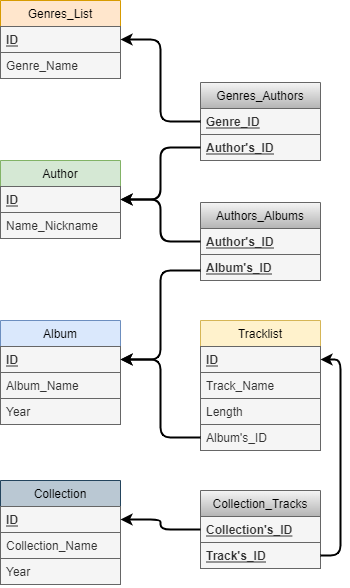 Genres_List
ID
Genre_Name
Genres_Authors
Genre_ID
Author's_ID
Author
ID
Name_Nickname
Authors_Albums
Author's_ID
Album's_ID
Album
ID
Album_Name
Year
Tracklist
ID
Track_Name
Length
Album's_ID
Collection
ID
Collection_Name
Year
Collection_Tracks
Collection's_ID
Track's_ID